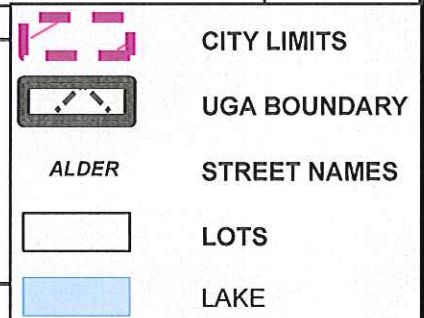 CITY LIMITS
UGA BOUNDARY
ALDER STREET NAMES
LOTS
LAKE